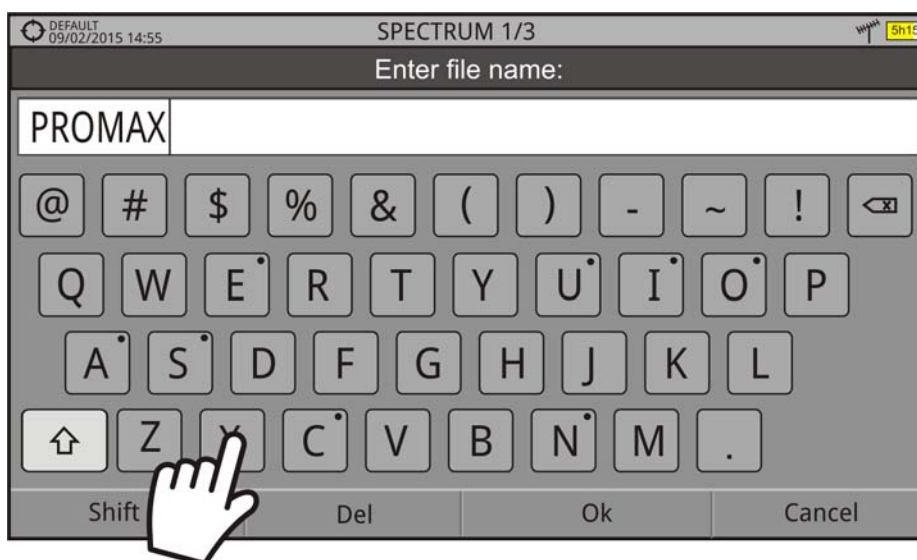 DEFAULT
09/02/2015 14:55 SPECTRUM 1/3 5h15
Enter file name:
PROMAX
@ # $ % & ( ) - ~ !
Q W E R T Y U I O P
A S D F G H J K L
Z X C V B N M .
Shift Del Ok Cancel